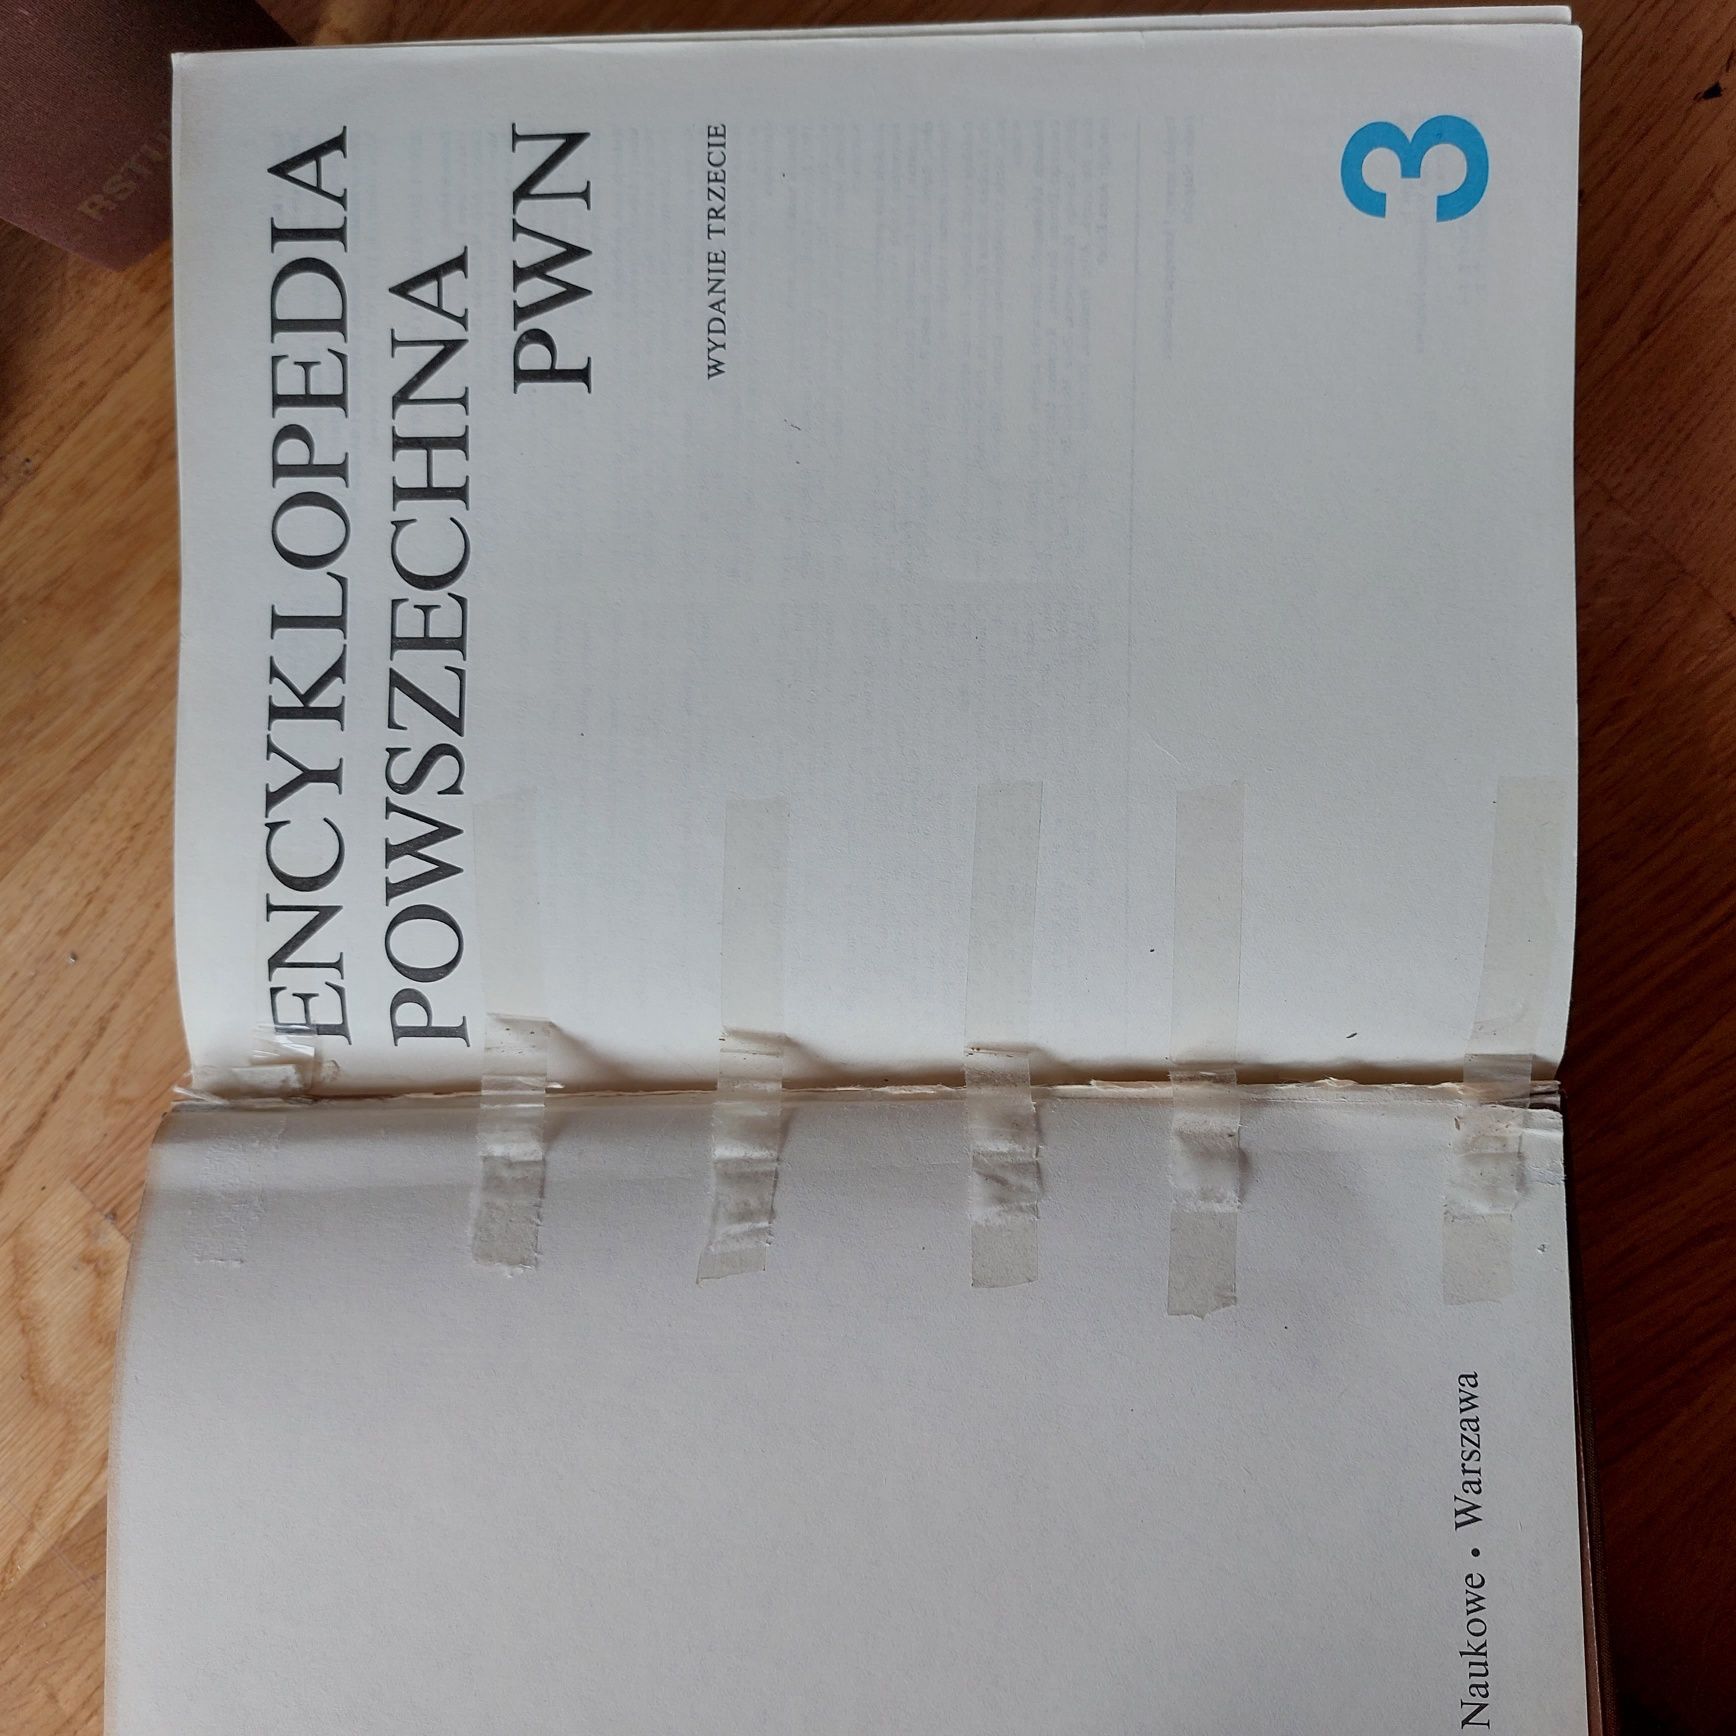 ENCYKLOPEDIA
POWSZECHNA
PWN
WYDANIE TRZECIE
3
Naukowe • Warszawa